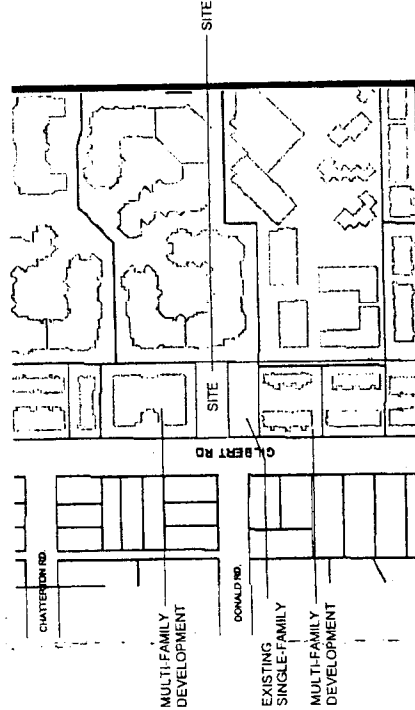 SITE
CHATTERTON RD.
GILBERT RD
SITE
DONALD RD.
MULTI-FAMILY
DEVELOPMENT
EXISTING
SINGLE-FAMILY
MULTI-FAMILY
DEVELOPMENT